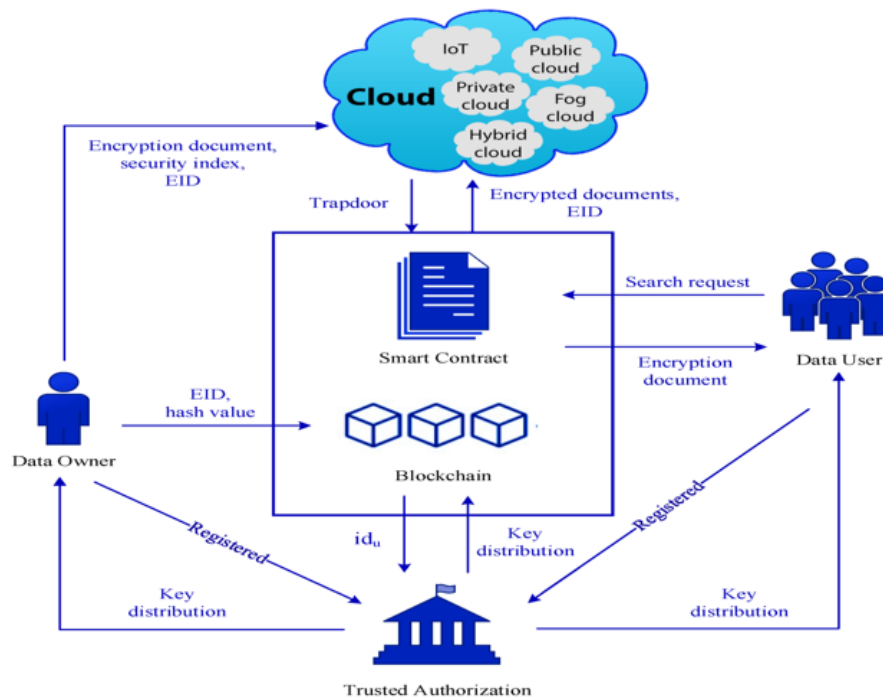 IoT
Public
cloud
Cloud
Private
cloud
Fog
cloud
Hybrid
cloud
Encryption document,
security index,
EID
Trapdoor
Encrypted documents,
EID
Search request
Smart Contract
Encryption
document
Data User
EID,
hash value
Data Owner
Blockchain
Registered
id_u
Key
distribution
Registered
Key
distribution
Key
distribution
Trusted Authorization